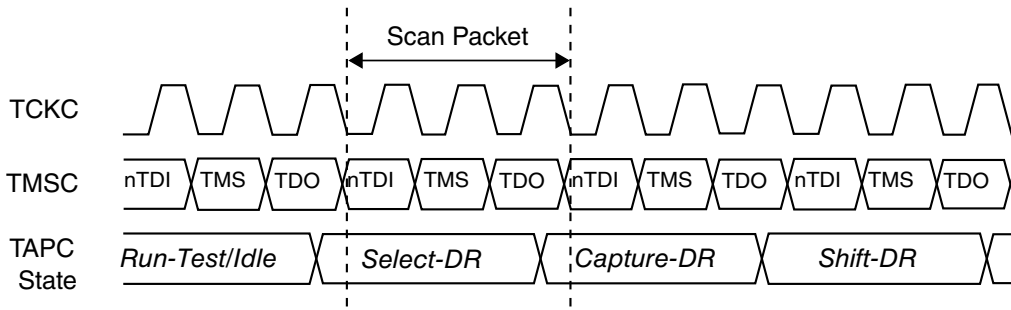 Scan Packet
TCKC
TMSC nTDI TMS TDO nTDI TMS TDO nTDI TMS TDO nTDI TMS TDO
TAPC State Run-Test/Idle Select-DR Capture-DR Shift-DR